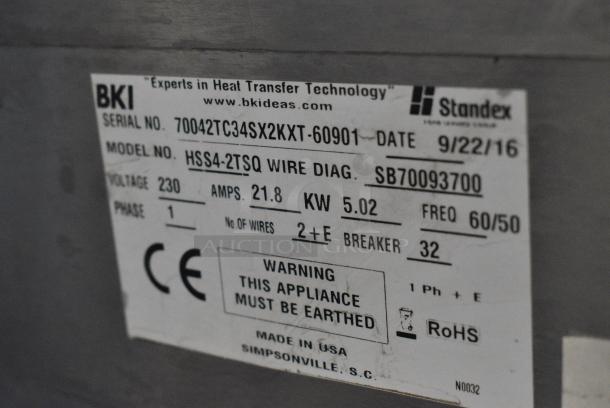 "Experts in Heat Transfer Technology"
BKI www.bkideas.com Standex
SERIAL NO. 70042TC34SX2KXT-60901 DATE 9/22/16
MODEL NO. HSS4-2TSQ WIRE DIAG. SB70093700
VOLTAGE 230 AMPS. 21.8 KW 5.02 FREQ 60/50
PHASE 1 No.OF WIRES 2+E BREAKER 32
AUCTION GROUP
CE
WARNING
THIS APPLIANCE
MUST BE EARTHED
1 Ph + E
RoHS
MADE IN USA
SIMPSONVILLE, S.C.
N0032